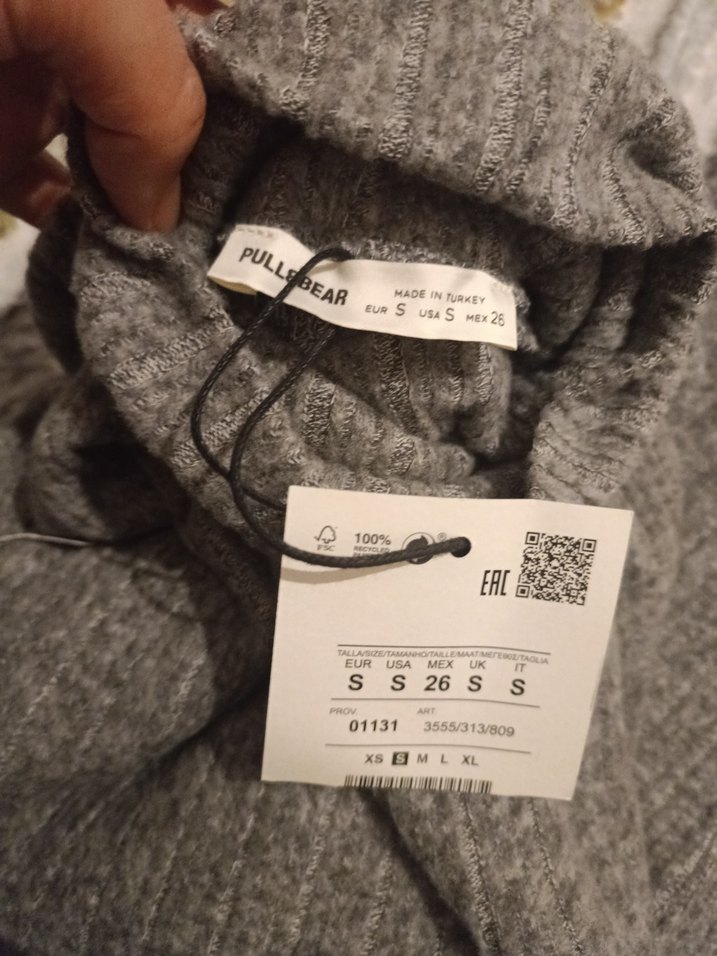 PULL&BEAR
MADE IN TURKEY
EUR S USA S MEX 26
FSC
100%
RECYCLED
EAC
TALLA/SIZE/TAMANHO/TAILLE/MAAT/ΜΕΓΕΘΟΣ/TAGLIA
EUR USA MEX UK IT
S S 26 S S
PROV. ART.
01131 3555/313/809
XS S M L XL